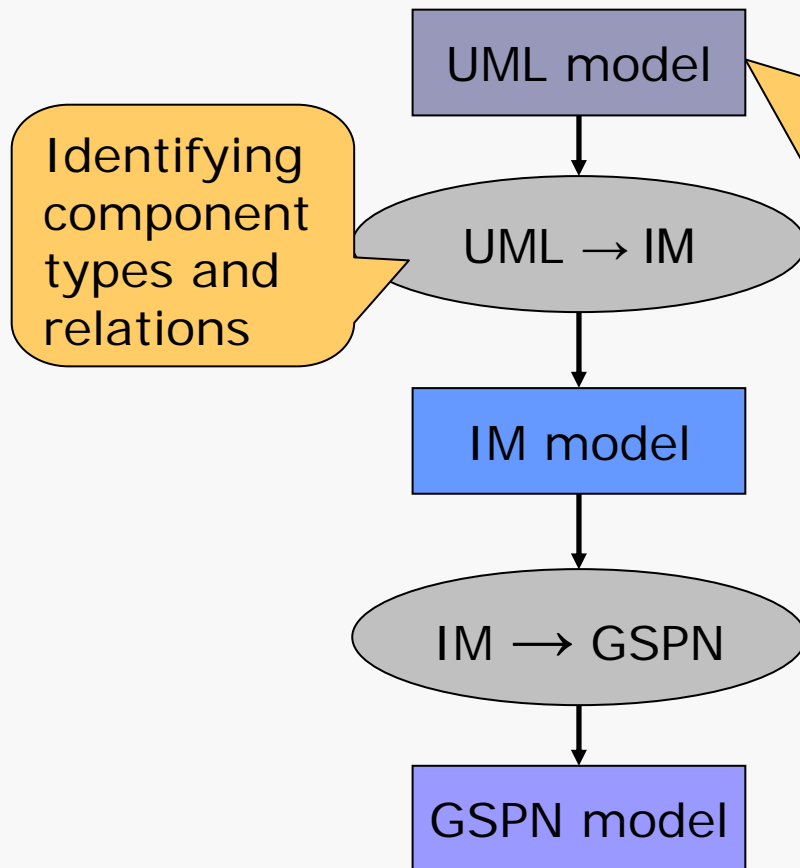 UML model
Identifying
component
types and
relations
UML → IM
IM model
IM → GSPN
GSPN model